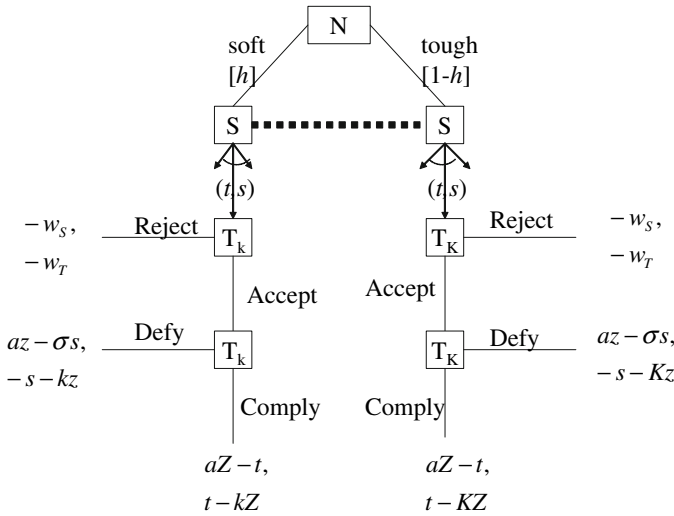 N
soft
[h]
tough
[1-h]
S
S
(t,s)
(t,s)
−w_S,
−w_T
Reject
T_k
T_K
Reject
−w_S,
−w_T
Accept
Accept
az−σs,
−s−kz
Defy
T_k
T_K
Defy
az−σs,
−s−Kz
Comply
Comply
aZ−t,
t−kZ
aZ−t,
t−KZ